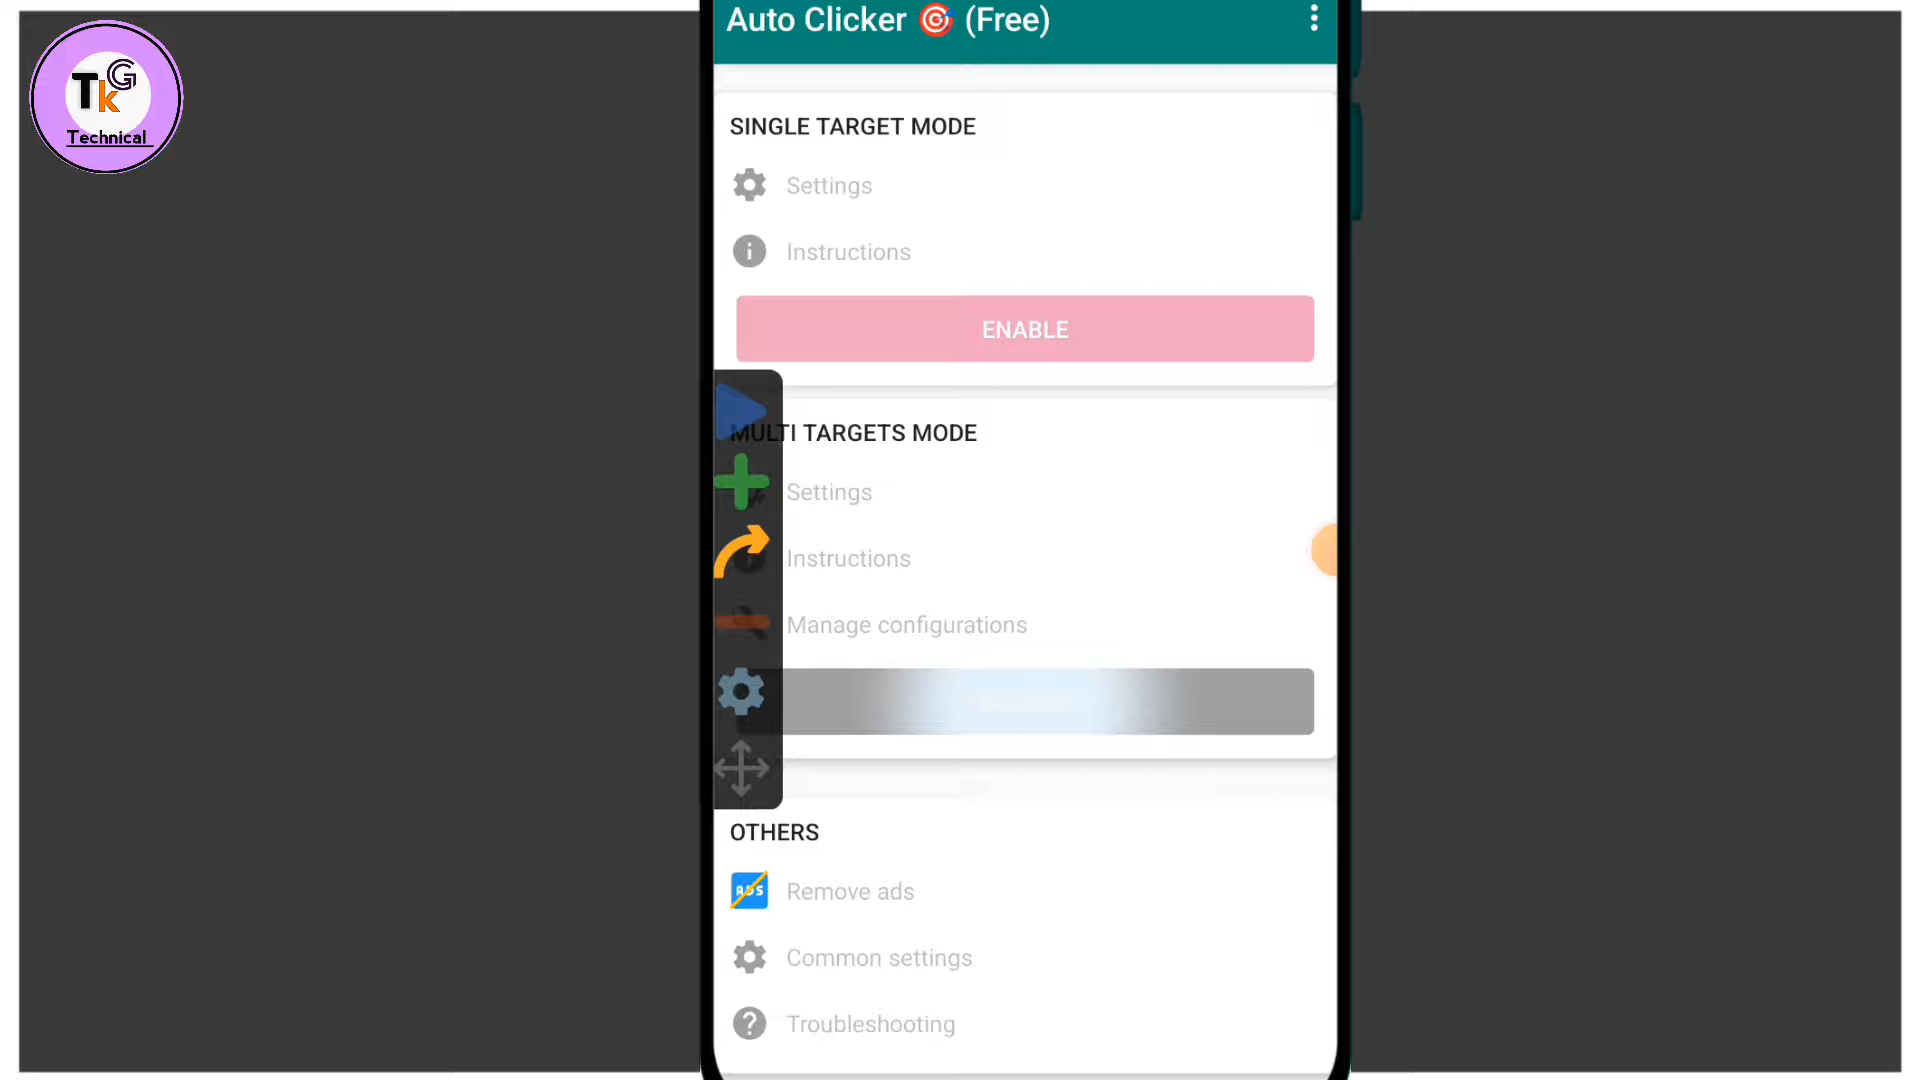 TkG
Technical
Auto Clicker 🎯 (Free)
SINGLE TARGET MODE
Settings
Instructions
ENABLE
MULTI TARGETS MODE
Settings
Instructions
Manage configurations
OTHERS
ADS
Remove ads
Common settings
Troubleshooting